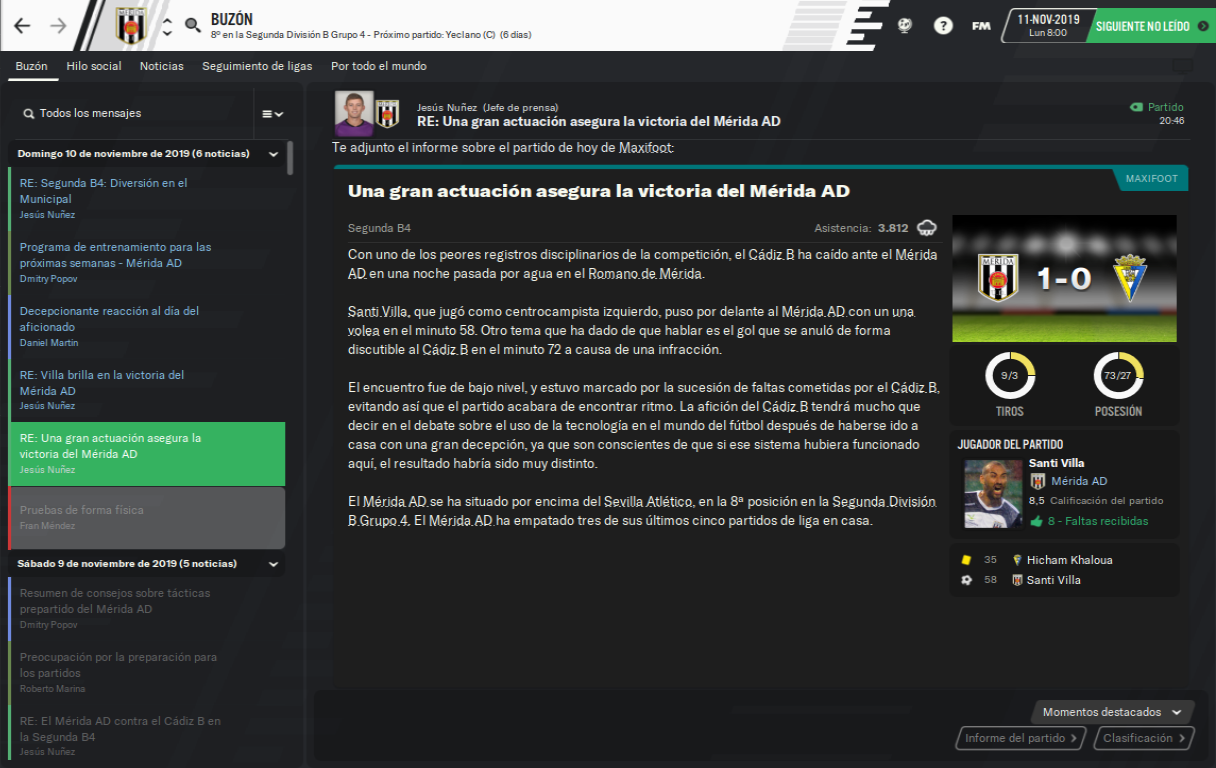 BUZÓN
8º en la Segunda División B Grupo 4 - Próximo partido: Yeclano (C) (6 días)
?
FM
11-NOV-2019
Lun 8:00
SIGUIENTE NO LEÍDO
Buzón Hilo social Noticias Seguimiento de ligas Por todo el mundo
Todos los mensajes
Domingo 10 de noviembre de 2019 (6 noticias)
RE: Segunda B4: Diversión en el
Municipal
Jesús Nuñez
Programa de entrenamiento para las
próximas semanas - Mérida AD
Dmitry Popov
Decepcionante reacción al día del
aficionado
Daniel Martín
RE: Villa brilla en la victoria del
Mérida AD
Jesús Nuñez
RE: Una gran actuación asegura la
victoria del Mérida AD
Jesús Nuñez
Pruebas de forma física
Fran Méndez
Sábado 9 de noviembre de 2019 (5 noticias)
Resumen de consejos sobre tácticas
prepartido del Mérida AD
Dmitry Popov
Preocupación por la preparación para
los partidos
Roberto Marina
RE: El Mérida AD contra el Cádiz B en
la Segunda B4
Jesús Nuñez
Jesús Nuñez (Jefe de prensa)
RE: Una gran actuación asegura la victoria del Mérida AD
Partido
20:46
Te adjunto el informe sobre el partido de hoy de Maxifoot:
MAXIFOOT
Una gran actuación asegura la victoria del Mérida AD
Segunda B4
Asistencia: 3.812
Con uno de los peores registros disciplinarios de la competición, el Cádiz B ha caído ante el Mérida
AD en una noche pasada por agua en el Romano de Mérida.
Santi Villa, que jugó como centrocampista izquierdo, puso por delante al Mérida AD con un una
volea en el minuto 58. Otro tema que ha dado de que hablar es el gol que se anuló de forma
discutible al Cádiz B en el minuto 72 a causa de una infracción.
El encuentro fue de bajo nivel, y estuvo marcado por la sucesión de faltas cometidas por el Cádiz B,
evitando así que el partido acabara de encontrar ritmo. La afición del Cádiz B tendrá mucho que
decir en el debate sobre el uso de la tecnología en el mundo del fútbol después de haberse ido a
casa con una gran decepción, ya que son conscientes de que si ese sistema hubiera funcionado
aquí, el resultado habría sido muy distinto.
El Mérida AD se ha situado por encima del Sevilla Atlético, en la 8ª posición en la Segunda División
B Grupo 4. El Mérida AD ha empatado tres de sus últimos cinco partidos de liga en casa.
MERIDA
1-0
9/3
73/27
TIROS
POSESIÓN
JUGADOR DEL PARTIDO
Santi Villa
Mérida AD
8,5 Calificación del partido
8 - Faltas recibidas
35 Hicham Khaloua
58 Santi Villa
Momentos destacados
Informe del partido
Clasificación